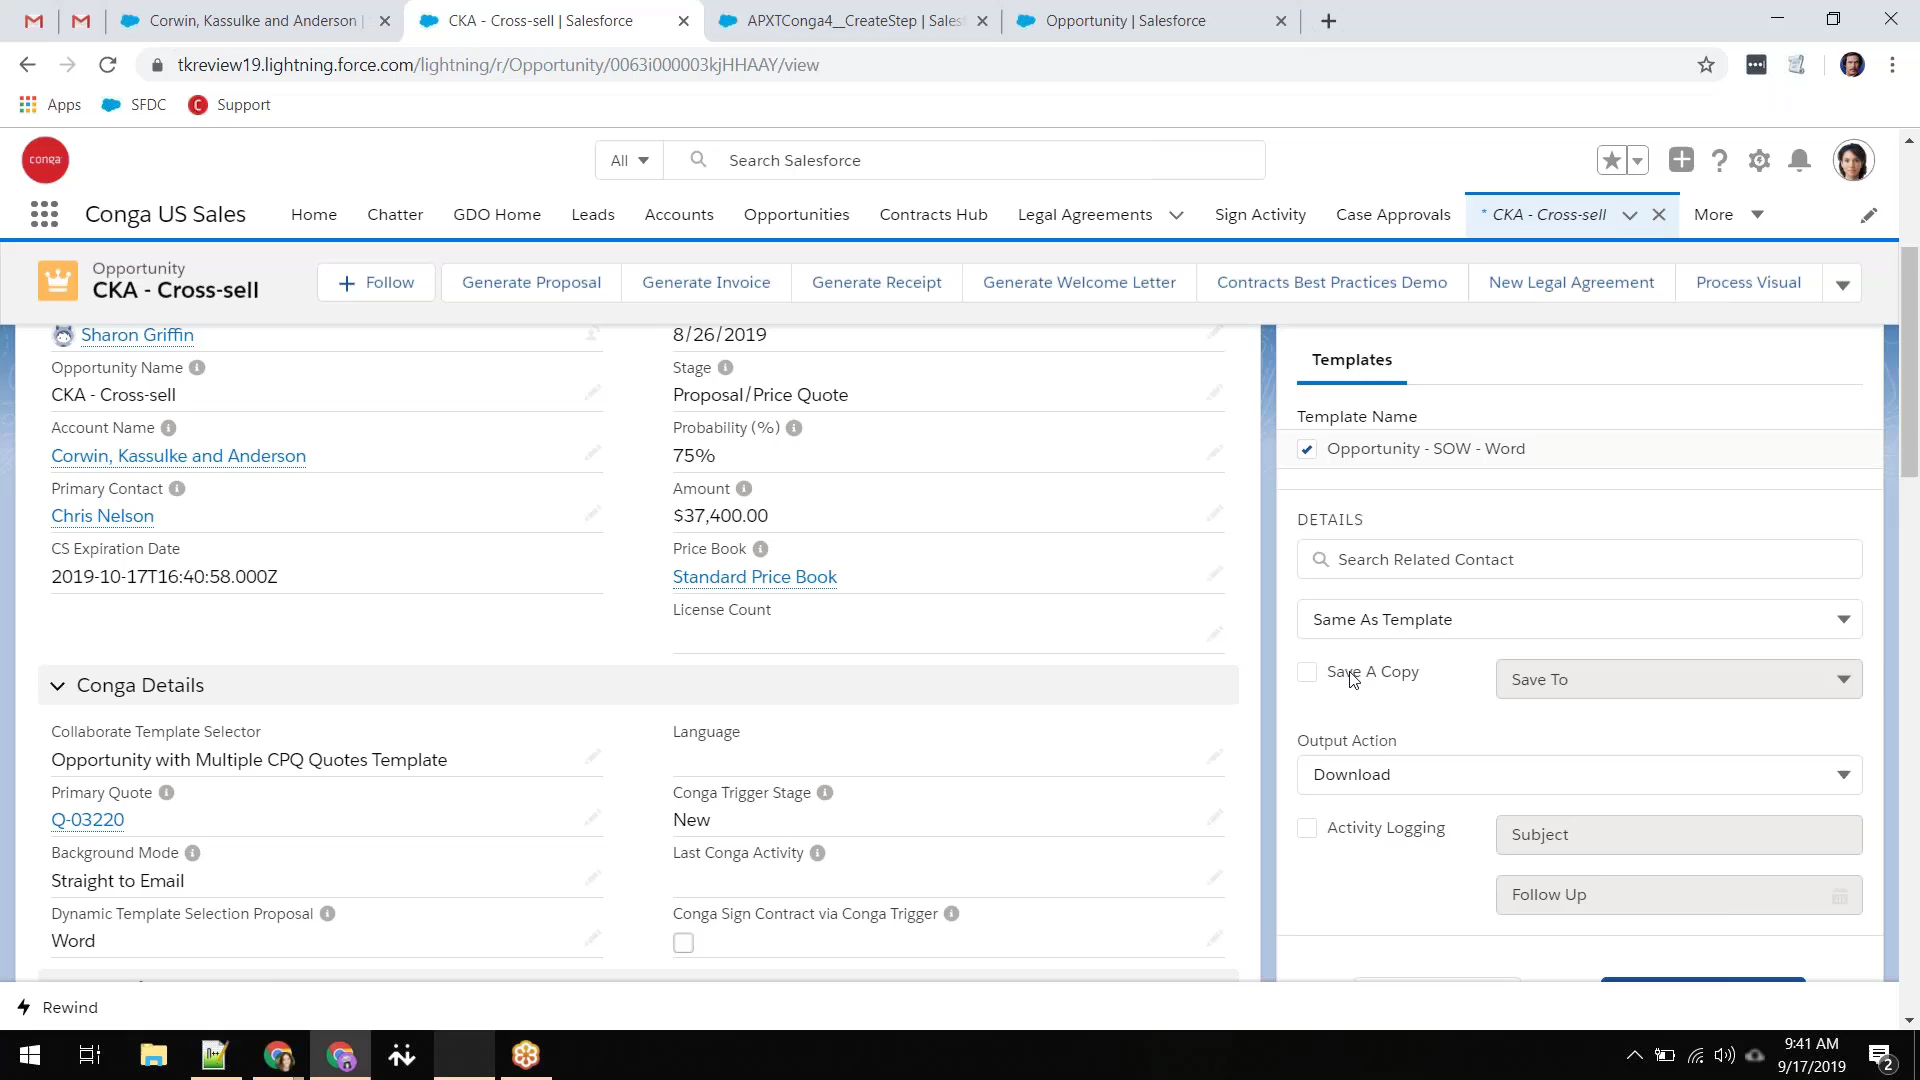 Corwin, Kassulke and Anderson |
CKA - Cross-sell | Salesforce
APXTConga4__CreateStep | Sales
Opportunity | Salesforce
tkreview19.lightning.force.com/lightning/r/Opportunity/0063i000003kjHHAAY/view
Apps
SFDC
Support
conga
All
Search Salesforce
Conga US Sales
Home
Chatter
GDO Home
Leads
Accounts
Opportunities
Contracts Hub
Legal Agreements
Sign Activity
Case Approvals
* CKA - Cross-sell
More
Opportunity
CKA - Cross-sell
Follow
Generate Proposal
Generate Invoice
Generate Receipt
Generate Welcome Letter
Contracts Best Practices Demo
New Legal Agreement
Process Visual
Sharon Griffin
8/26/2019
Opportunity Name
CKA - Cross-sell
Stage
Proposal/Price Quote
Account Name
Corwin, Kassulke and Anderson
Probability (%)
75%
Primary Contact
Chris Nelson
Amount
$37,400.00
CS Expiration Date
2019-10-17T16:40:58.000Z
Price Book
Standard Price Book
License Count
Conga Details
Collaborate Template Selector
Opportunity with Multiple CPQ Quotes Template
Language
Primary Quote
Q-03220
Conga Trigger Stage
New
Background Mode
Straight to Email
Last Conga Activity
Dynamic Template Selection Proposal
Word
Conga Sign Contract via Conga Trigger
Templates
Template Name
Opportunity - SOW - Word
DETAILS
Search Related Contact
Same As Template
Save A Copy
Save To
Output Action
Download
Activity Logging
Subject
Follow Up
Rewind
9:41 AM
9/17/2019
2